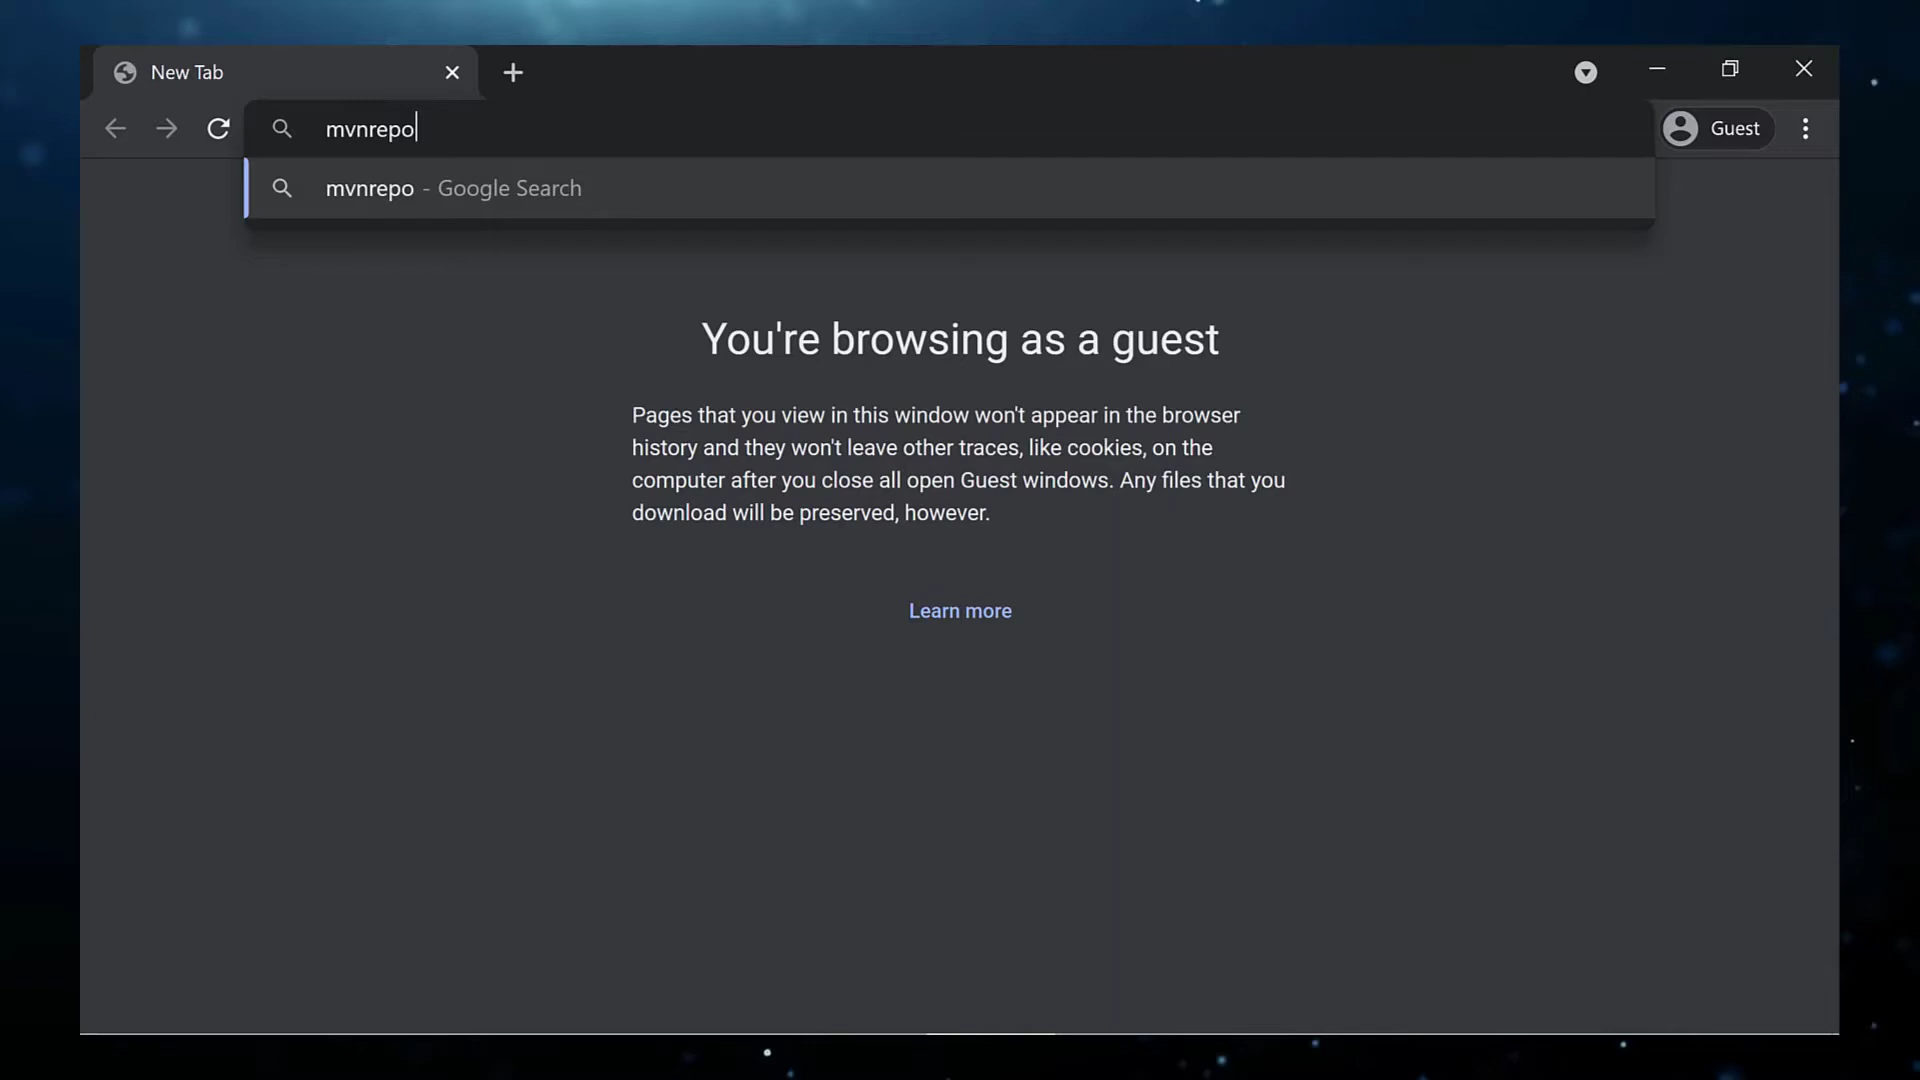 New Tab
mvnrepo
Guest
mvnrepo - Google Search
You're browsing as a guest
Pages that you view in this window won't appear in the browser
history and they won't leave other traces, like cookies, on the
computer after you close all open Guest windows. Any files that you
download will be preserved, however.
Learn more